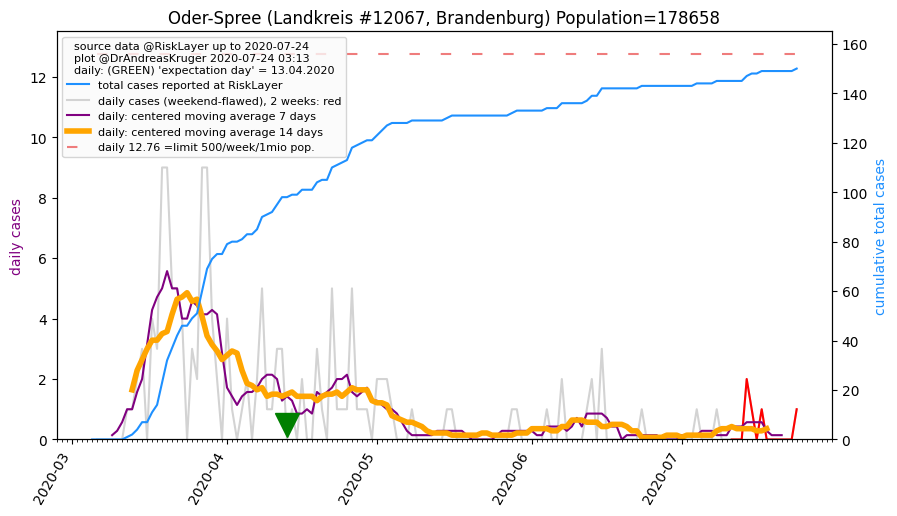 Oder-Spree (Landkreis #12067, Brandenburg) Population=178658
source data @RiskLayer up to 2020-07-24
plot @DrAndreasKruger 2020-07-24 03:13
daily: (GREEN) 'expectation day' = 13.04.2020
total cases reported at RiskLayer
daily cases (weekend-flawed), 2 weeks: red
daily: centered moving average 7 days
daily: centered moving average 14 days
daily 12.76 =limit 500/week/1mio pop.
daily cases
12
10
8
6
4
2
0
cumulative total cases
160
140
120
100
80
60
40
20
0
2020-03
2020-04
2020-05
2020-06
2020-07